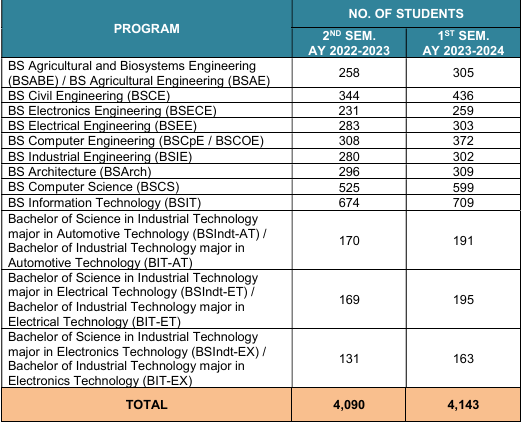 PROGRAM
NO. OF STUDENTS
2ND SEM. AY 2022-2023
1ST SEM. AY 2023-2024
BS Agricultural and Biosystems Engineering
(BSABE) / BS Agricultural Engineering (BSAE)
258 305
BS Civil Engineering (BSCE) 344 436
BS Electronics Engineering (BSECE) 231 259
BS Electrical Engineering (BSEE) 283 303
BS Computer Engineering (BSCpE / BSCOE) 308 372
BS Industrial Engineering (BSIE) 280 302
BS Architecture (BSArch) 296 309
BS Computer Science (BSCS) 525 599
BS Information Technology (BSIT) 674 709
Bachelor of Science in Industrial Technology
major in Automotive Technology (BSIndt-AT) /
Bachelor of Industrial Technology major in
Automotive Technology (BIT-AT)
170 191
Bachelor of Science in Industrial Technology
major in Electrical Technology (BSIndt-ET) /
Bachelor of Industrial Technology major in
Electrical Technology (BIT-ET)
169 195
Bachelor of Science in Industrial Technology
major in Electronics Technology (BSIndt-EX) /
Bachelor of Industrial Technology major in
Electronics Technology (BIT-EX)
131 163
TOTAL 4,090 4,143